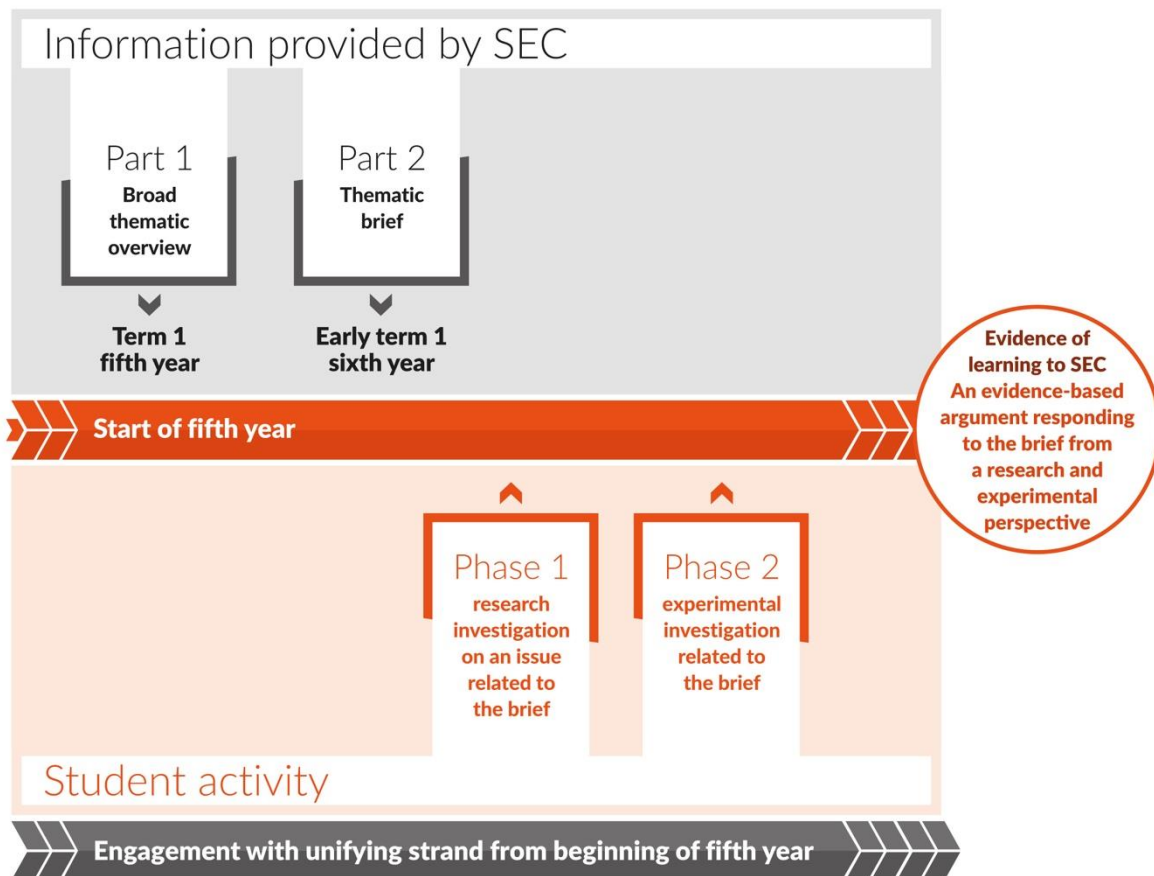 Information provided by SEC
Part 1
Broad
thematic
overview
Term 1
fifth year
Part 2
Thematic
brief
Early term 1
sixth year
Start of fifth year
Evidence of
learning to SEC
An evidence-based
argument responding
to the brief from
a research and
experimental
perspective
Phase 1
research
investigation
on an issue
related to
the brief
Phase 2
experimental
investigation
related to
the brief
Student activity
Engagement with unifying strand from beginning of fifth year